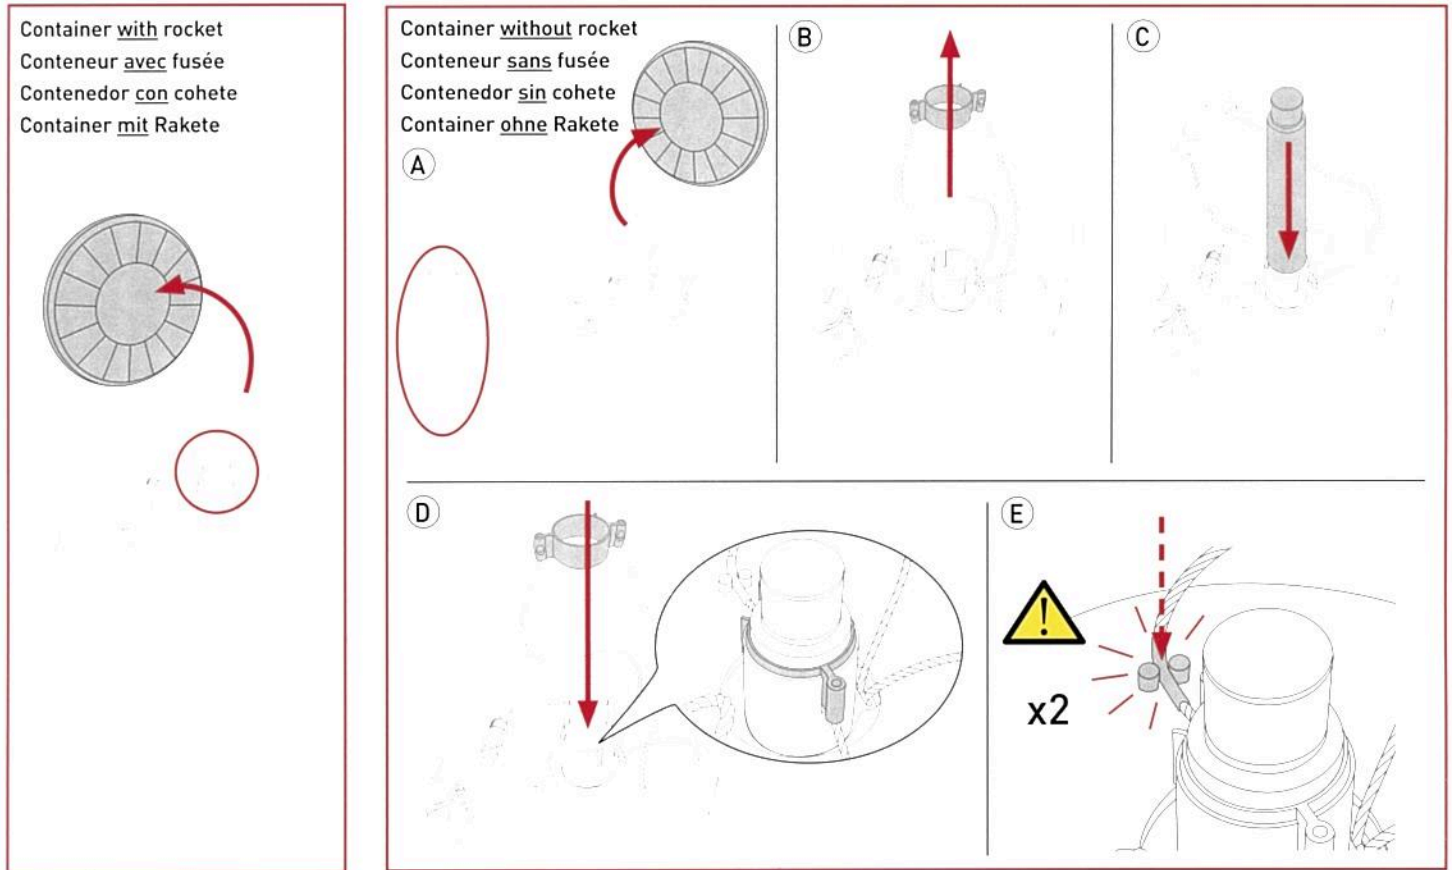 Container with rocket
Conteneur avec fusée
Contenedor con cohete
Container mit Rakete
Container without rocket
Conteneur sans fusée
Contenedor sin cohete
Container ohne Rakete
A
B
C
D
E
x2